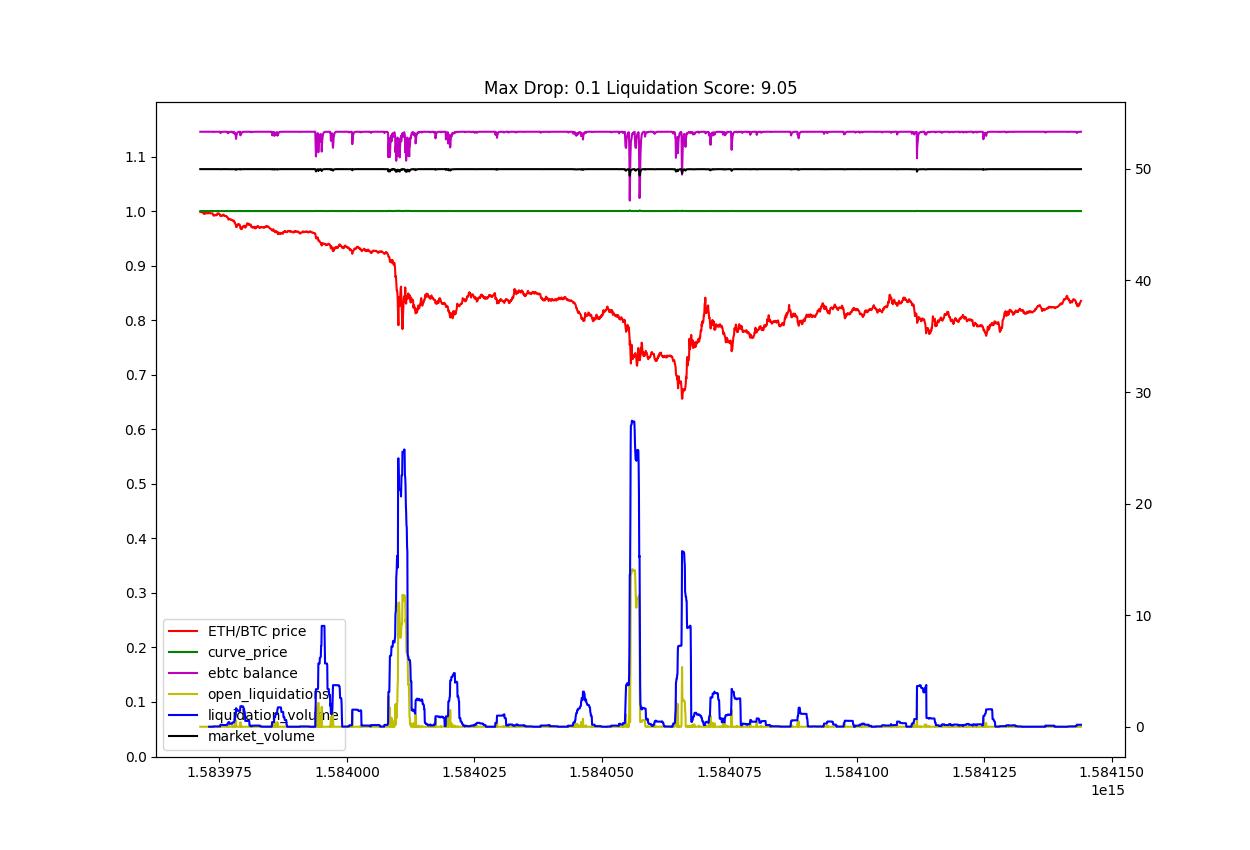 Max Drop: 0.1 Liquidation Score: 9.05
1.1
1.0
0.9
0.8
0.7
0.6
0.5
0.4
0.3
0.2
0.1
0.0
50
40
30
20
10
0
ETH/BTC price
curve_price
ebtc balance
open_liquidations
liquidation_volume
market_volume
1.583975 1.584000 1.584025 1.584050 1.584075 1.584100 1.584125 1.584150
1e15